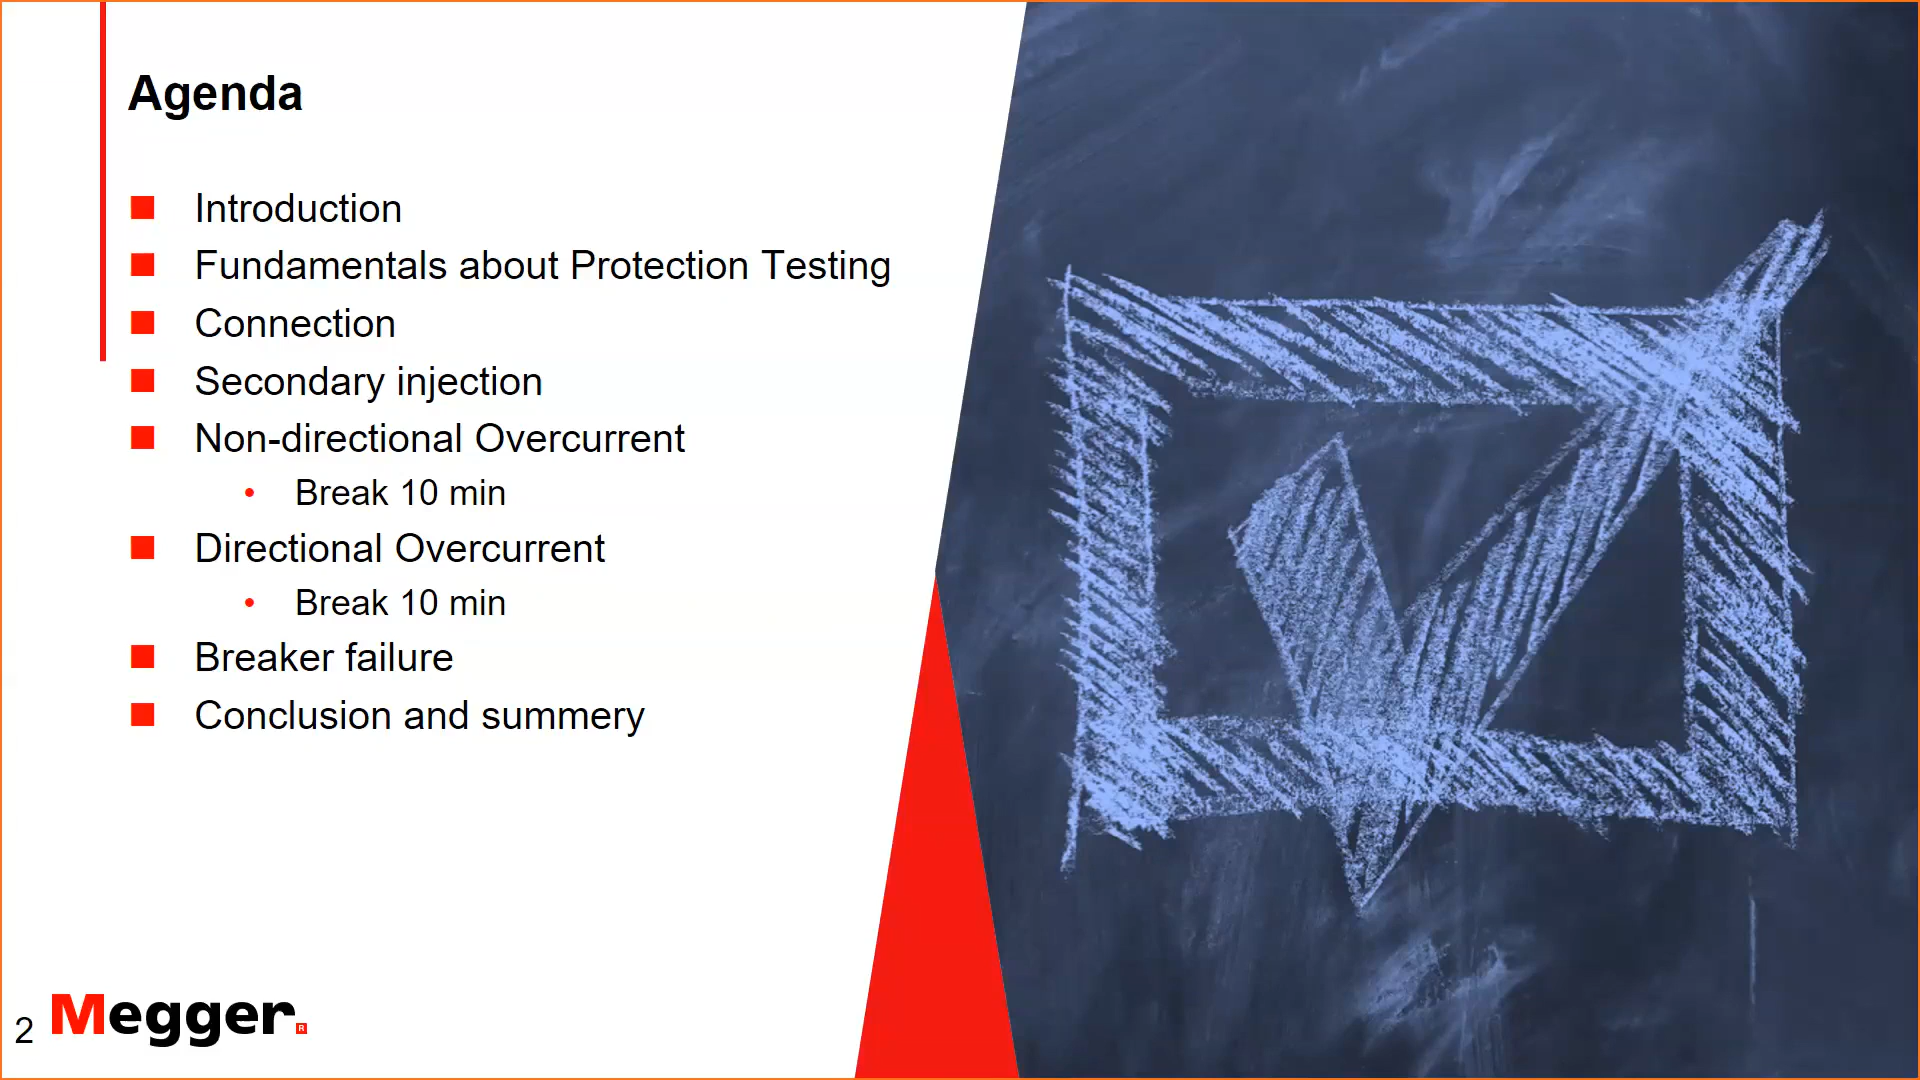 Agenda
Introduction
Fundamentals about Protection Testing
Connection
Secondary injection
Non-directional Overcurrent
Break 10 min
Directional Overcurrent
Break 10 min
Breaker failure
Conclusion and summery
2 Megger.®